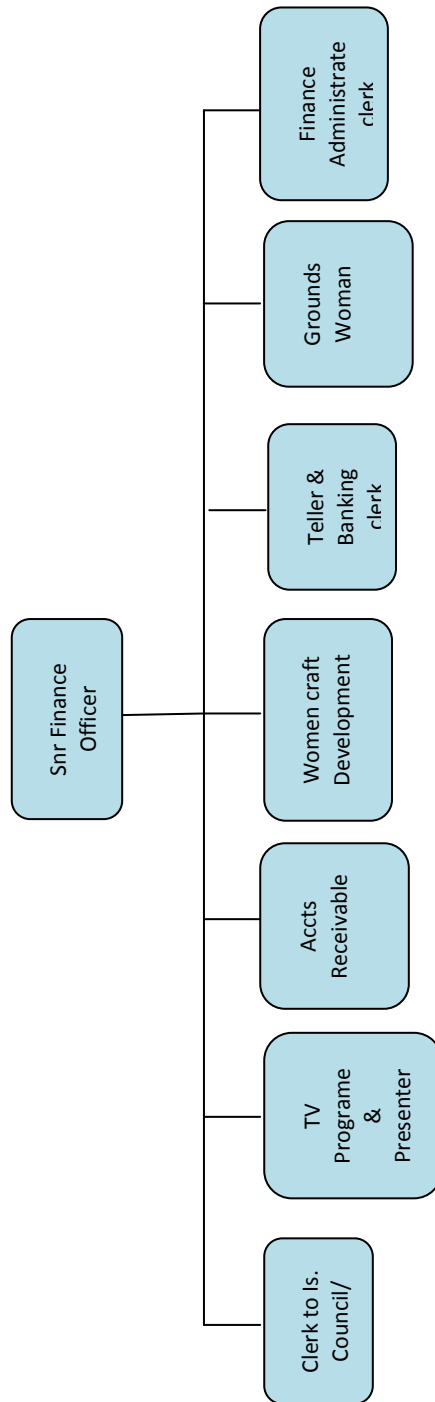 Snr Finance
Officer
Clerk to Is.
Council/
TV
Programe
&
Presenter
Accts
Receivable
Women craft
Development
Teller &
Banking
clerk
Grounds
Woman
Finance
Administrate
clerk